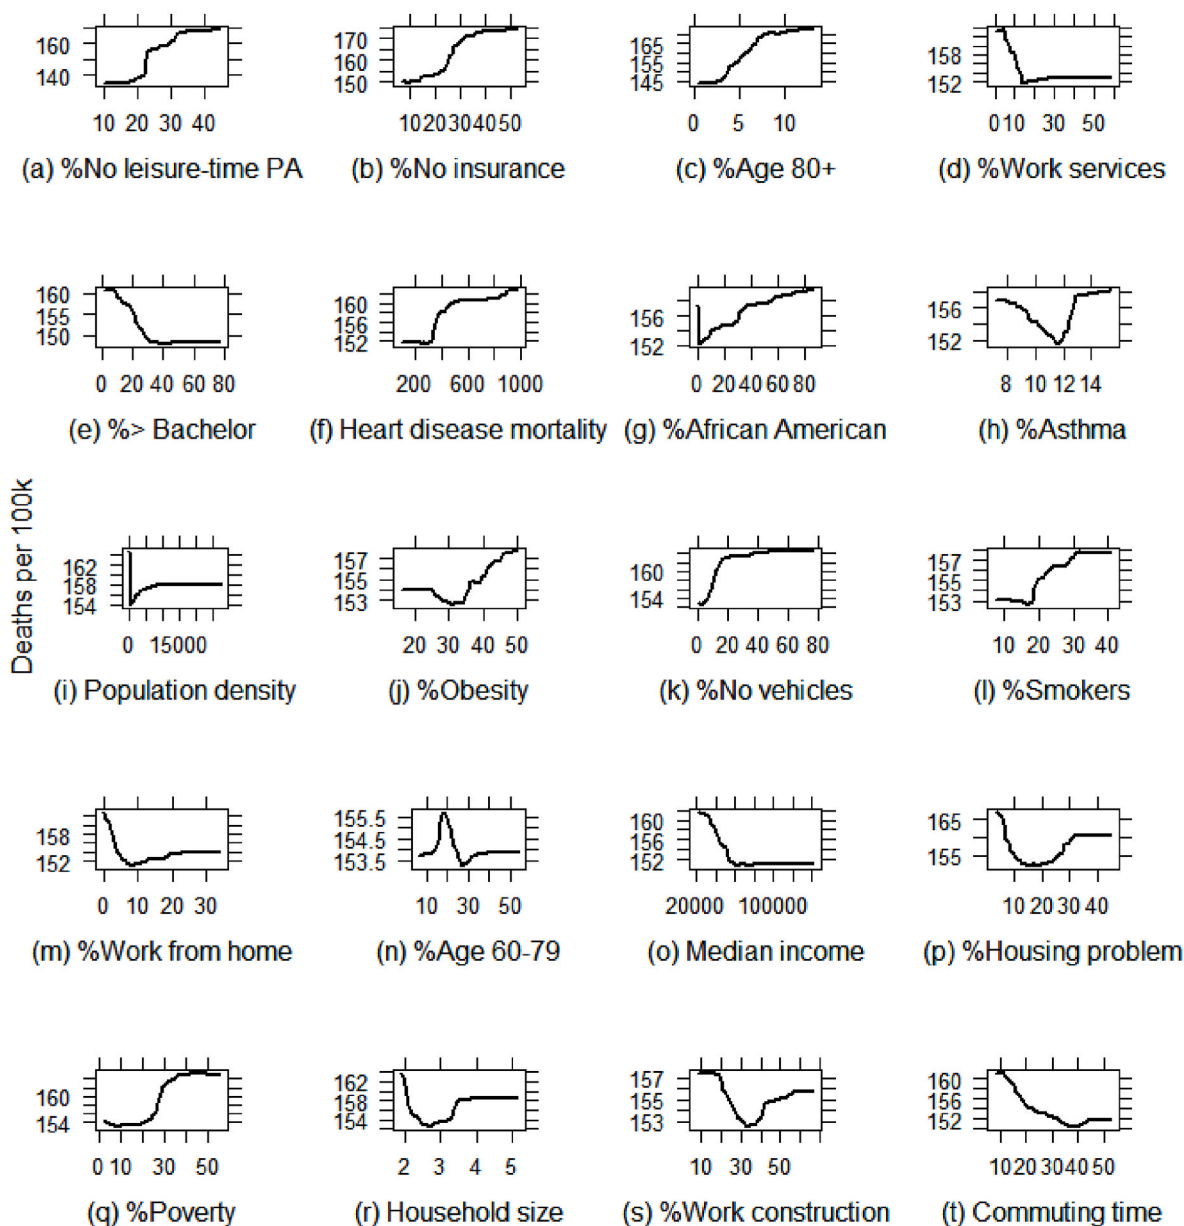 160
140
10 20 30 40
(a) %No leisure-time PA
170
160
150
10 20 30 40 50
(b) %No insurance
165
155
145
0 5 10
(c) %Age 80+
158
152
0 10 30 50
(d) %Work services
160
155
150
0 20 40 60 80
(e) %> Bachelor
160
156
152
200 600 1000
(f) Heart disease mortality
156
152
0 20 40 60 80
(g) %African American
156
152
8 10 12 14
(h) %Asthma
Deaths per 100k
162
158
154
0 15000
(i) Population density
157
155
153
20 30 40 50
(j) %Obesity
160
154
0 20 40 60 80
(k) %No vehicles
157
155
153
10 20 30 40
(l) %Smokers
158
152
0 10 20 30
(m) %Work from home
155.5
154.5
153.5
10 30 50
(n) %Age 60-79
160
156
152
20000 100000
(o) Median income
165
155
10 20 30 40
(p) %Housing problem
160
154
0 10 30 50
(q) %Poverty
162
158
154
2 3 4 5
(r) Household size
157
155
153
10 30 50
(s) %Work construction
160
156
152
10 20 30 40 50
(t) Commuting time